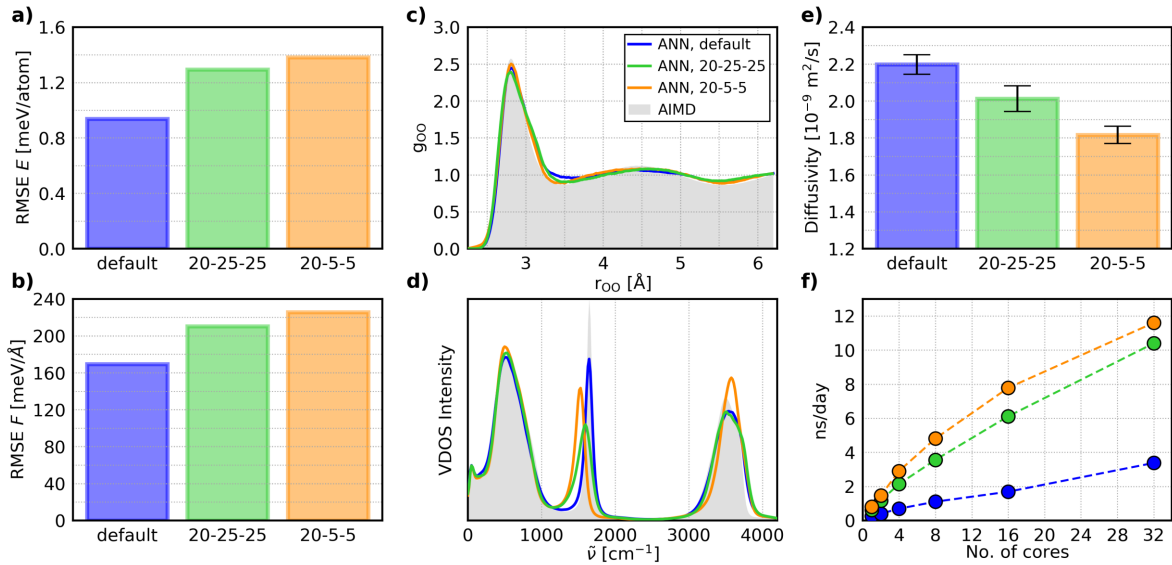 a)
RMSE E [meV/atom]
1.6
1.2
0.8
0.4
0.0
default
20-25-25
20-5-5
b)
RMSE F [meV/Å]
240
200
160
120
80
40
0
default
20-25-25
20-5-5
c)
g_OO
3.0
2.5
2.0
1.5
1.0
0.5
0.0
ANN, default
ANN, 20-25-25
ANN, 20-5-5
AIMD
3
4
5
6
r_OO [Å]
d)
VDOS Intensity
0
1000
2000
3000
4000
ṽ [cm⁻¹]
e)
Diffusivity [10⁻⁹ m²/s]
2.4
2.2
2.0
1.8
1.6
1.4
1.2
default
20-25-25
20-5-5
f)
ns/day
12
10
8
6
4
2
0
0
4
8
12
16
20
24
28
32
No. of cores